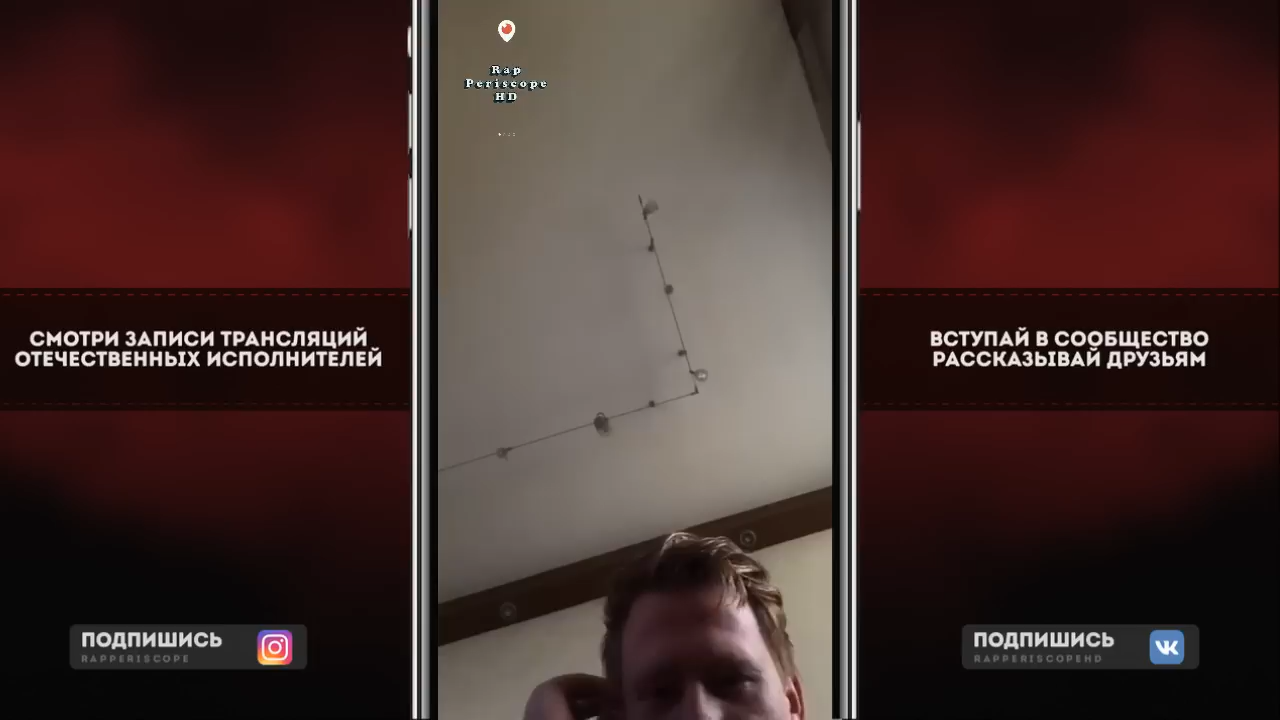 Rap
Periscope
HD
СМОТРИ ЗАПИСИ ТРАНСЛЯЦИЙ
ОТЕЧЕСТВЕННЫХ ИСПОЛНИТЕЛЕЙ
ВСТУПАЙ В СООБЩЕСТВО
РАССКАЗЫВАЙ ДРУЗЬЯМ
ПОДПИШИСЬ
RAPPERISCOPE
ПОДПИШИСЬ
RAPPERISCOPEHD